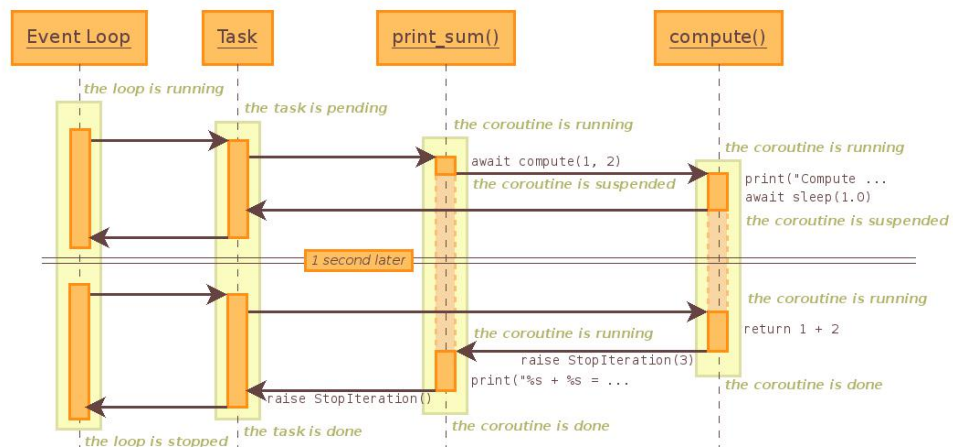 Event Loop
Task
print_sum()
compute()
the loop is running
the task is pending
the coroutine is running
the coroutine is running
await compute(1, 2)
print("Compute ...
the coroutine is suspended
await sleep(1.0)
the coroutine is suspended
1 second later
the coroutine is running
return 1 + 2
the coroutine is running
raise StopIteration(3)
print("%s + %s = ...
the coroutine is done
raise StopIteration()
the coroutine is done
the task is done
the loop is stopped